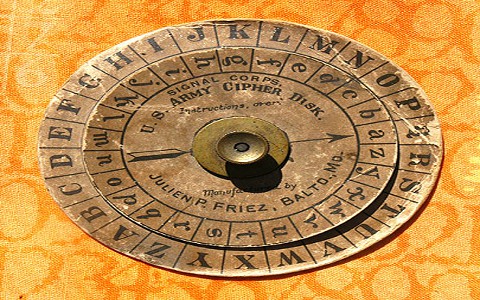 A B C D E F G H I J K L M N O P Q R S T U V W X Y Z
a z y x w v u t s r q p o n m l k j i h g f e d c b
SIGNAL CORPS.
U.S. ARMY CIPHER DISK.
Instructions, over.
Manufactured by
JULIEN P. FRIEZ, BALTO, MD.